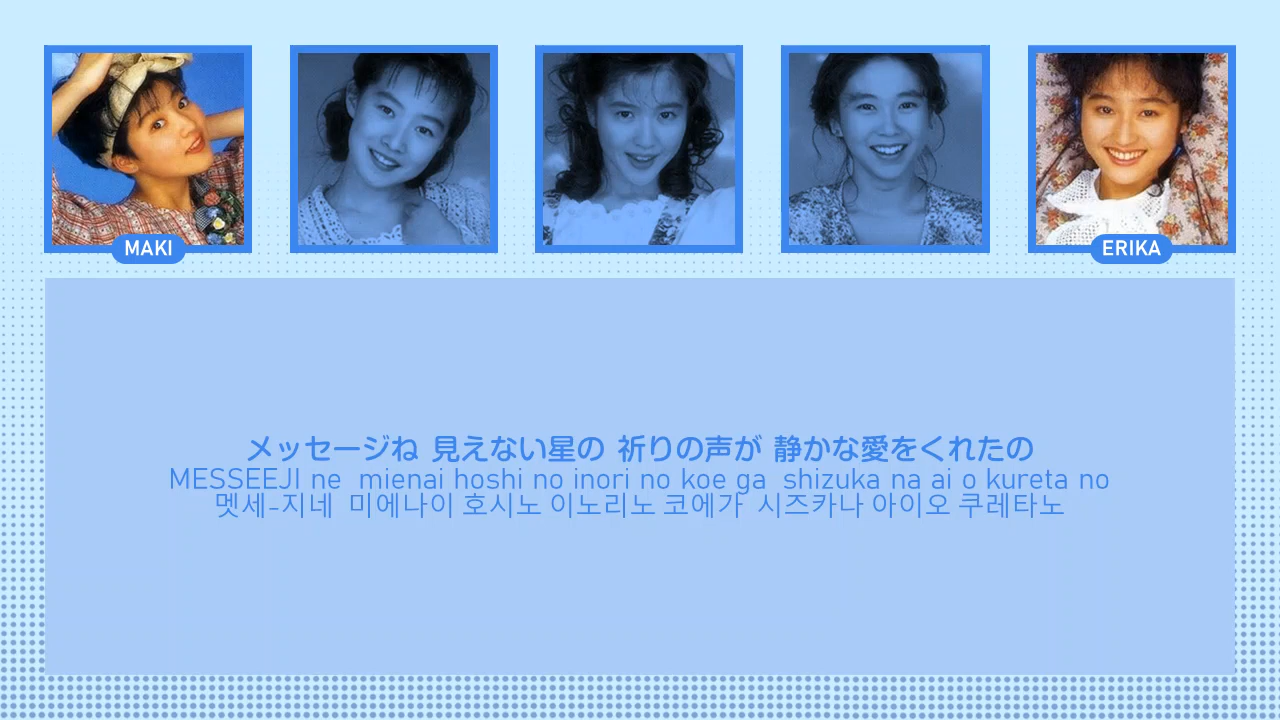 MAKI
ERIKA
メッセージね 見えない星の 祈りの声が 静かな愛をくれたの
MESSEEJI ne  mienai hoshi no inori no koe ga  shizuka na ai o kureta no
멧세-지네  미에나이 호시노 이노리노 코에가  시즈카나 아이오 쿠레타노